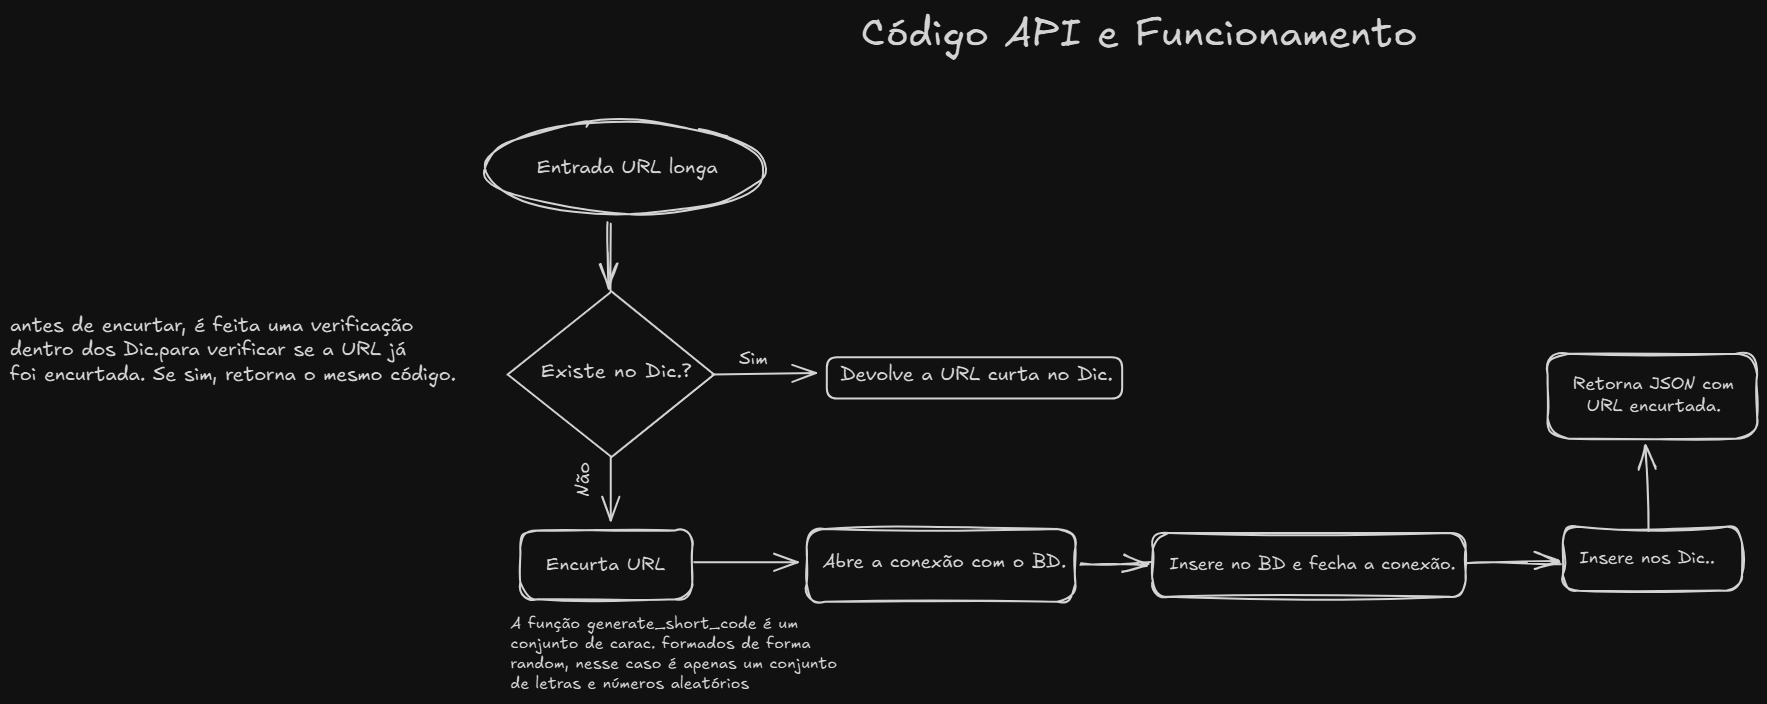 Código API e Funcionamento
Entrada URL longa
antes de encurtar, é feita uma verificação
dentro dos Dic.para verificar se a URL já
foi encurtada. Se sim, retorna o mesmo código.
Existe no Dic.?
Sim
Devolve a URL curta no Dic.
Não
Encurta URL
A função generate_short_code é um
conjunto de carac. formados de forma
random, nesse caso é apenas um conjunto
de letras e números aleatórios
Abre a conexão com o BD.
Insere no BD e fecha a conexão.
Insere nos Dic..
Retorna JSON com
URL encurtada.